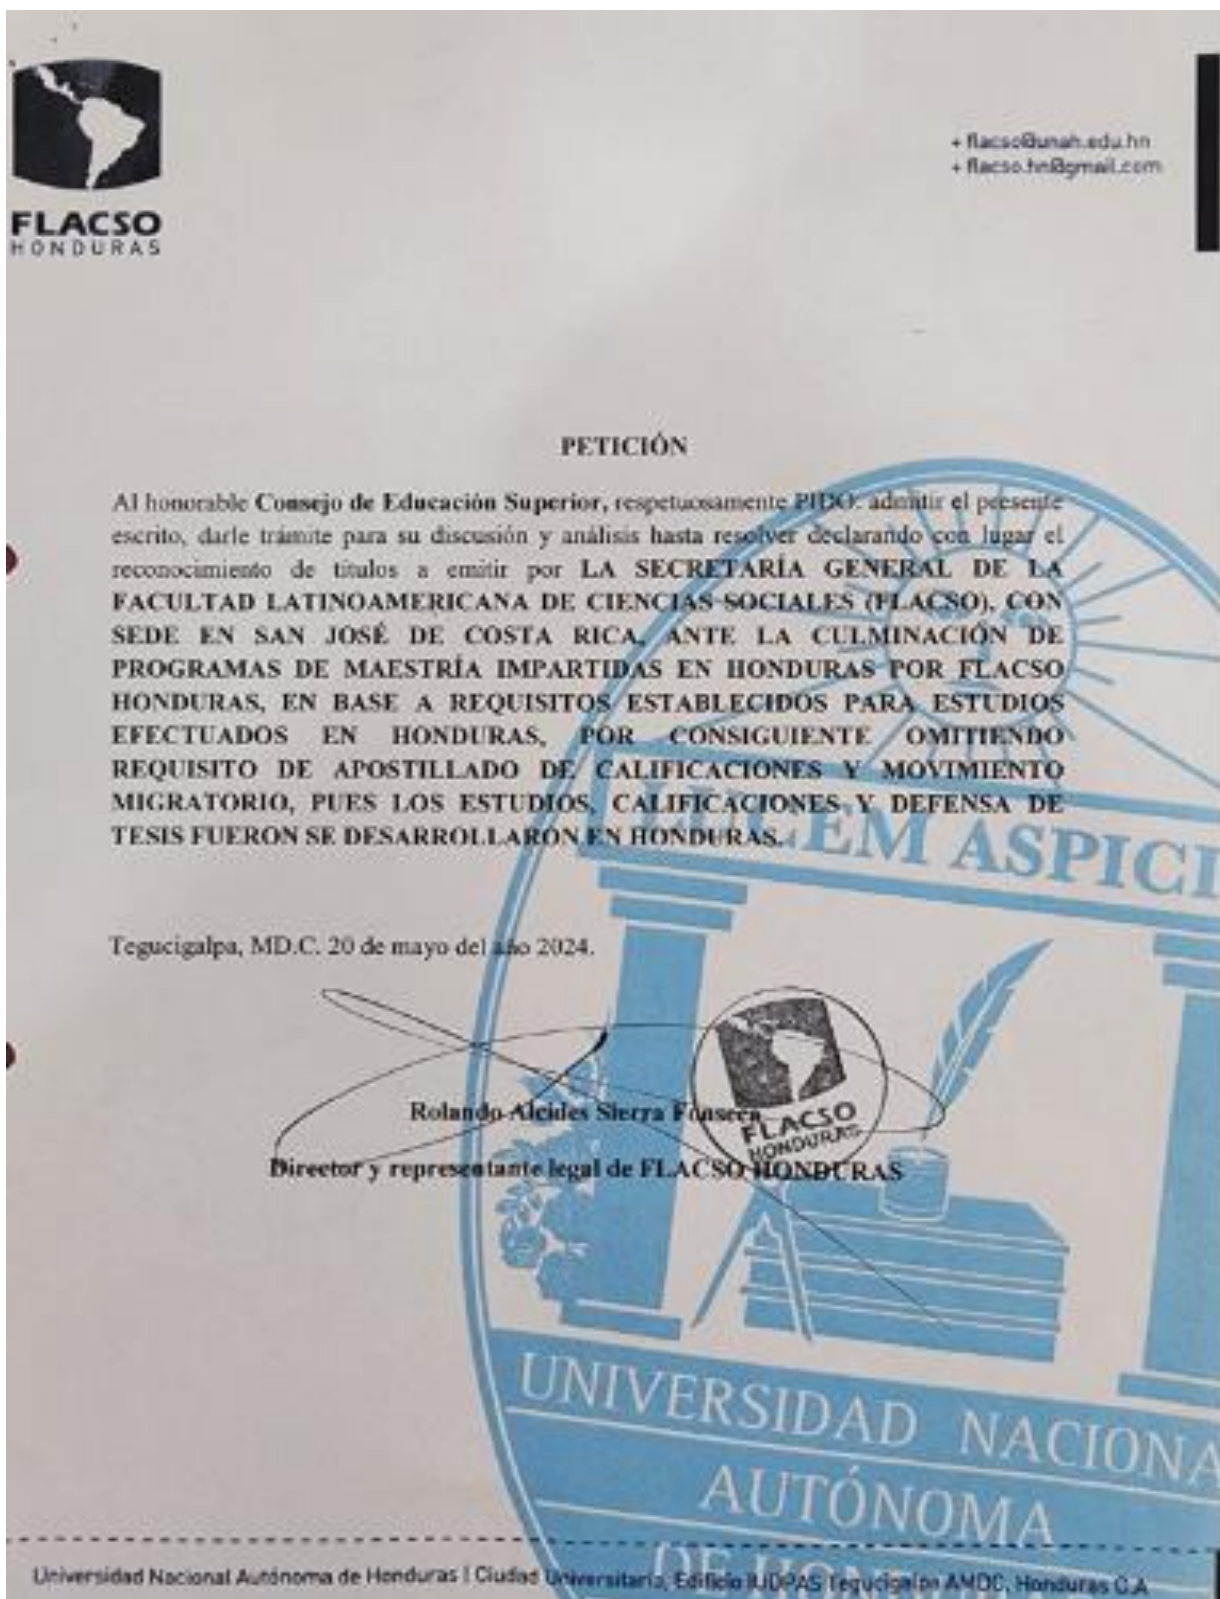 FLACSO
HONDURAS
+ flacso@unah.edu.hn
+ flacso.hn@gmail.com
PETICIÓN
Al honorable Consejo de Educación Superior, respetuosamente PIDO: admitir el presente
escrito, darle trámite para su discusión y análisis hasta resolver declarando con lugar el
reconocimiento de títulos a emitir por LA SECRETARÍA GENERAL DE LA
FACULTAD LATINOAMERICANA DE CIENCIAS SOCIALES (FLACSO), CON
SEDE EN SAN JOSÉ DE COSTA RICA, ANTE LA CULMINACIÓN DE
PROGRAMAS DE MAESTRÍA IMPARTIDAS EN HONDURAS POR FLACSO
HONDURAS, EN BASE A REQUISITOS ESTABLECIDOS PARA ESTUDIOS
EFECTUADOS EN HONDURAS, POR CONSIGUIENTE OMITIENDO
REQUISITO DE APOSTILLADO DE CALIFICACIONES Y MOVIMIENTO
MIGRATORIO, PUES LOS ESTUDIOS, CALIFICACIONES Y DEFENSA DE
TESIS FUERON SE DESARROLLARON EN HONDURAS.
LUCEM ASPICI
Tegucigalpa, MD.C. 20 de mayo del año 2024.
Rolando Alcides Sierra Fonseca
FLACSO
HONDURAS
Director y representante legal de FLACSO HONDURAS
UNIVERSIDAD NACIONA
AUTÓNOMA
DE HONDURAS
Universidad Nacional Autónoma de Honduras | Ciudad Universitaria, Edificio IUDPAS Tegucigalpa AMDC, Honduras C.A